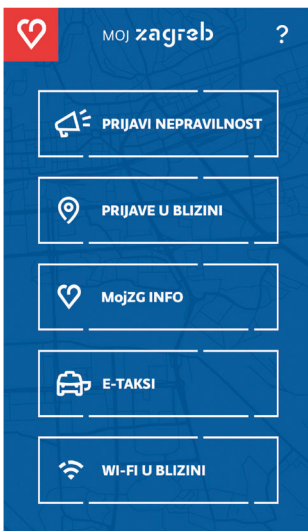 MOJ zagreb ?
PRIJAVI NEPRAVILNOST
PRIJAVE U BLIZINI
MojZG INFO
E-TAKSI
WI-FI U BLIZINI